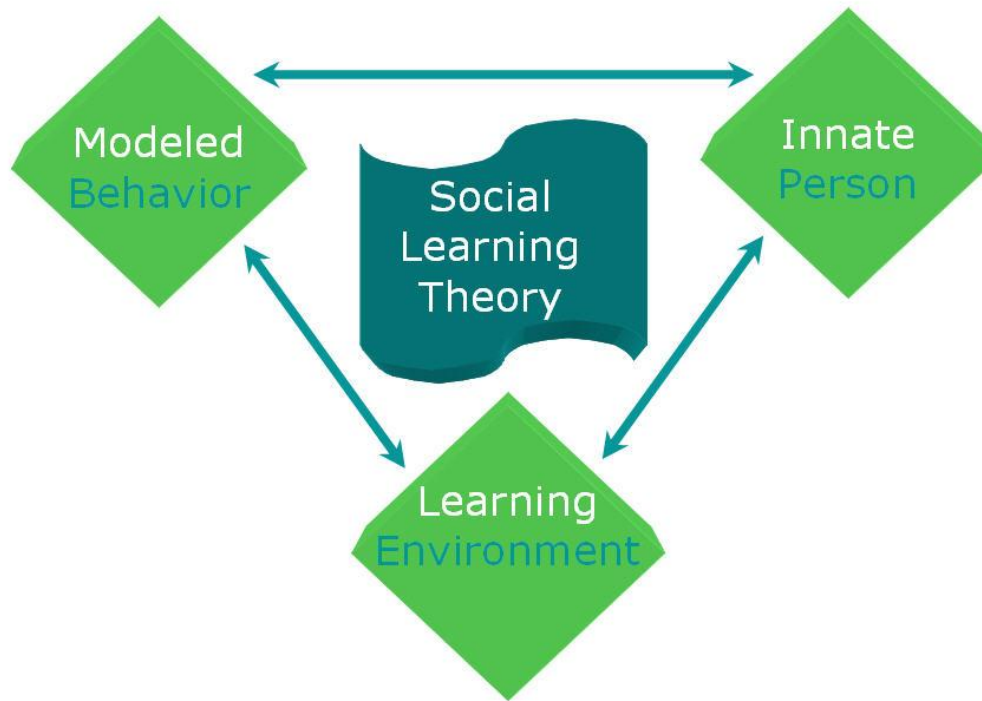 Modeled
Behavior
Social
Learning
Theory
Innate
Person
Learning
Environment